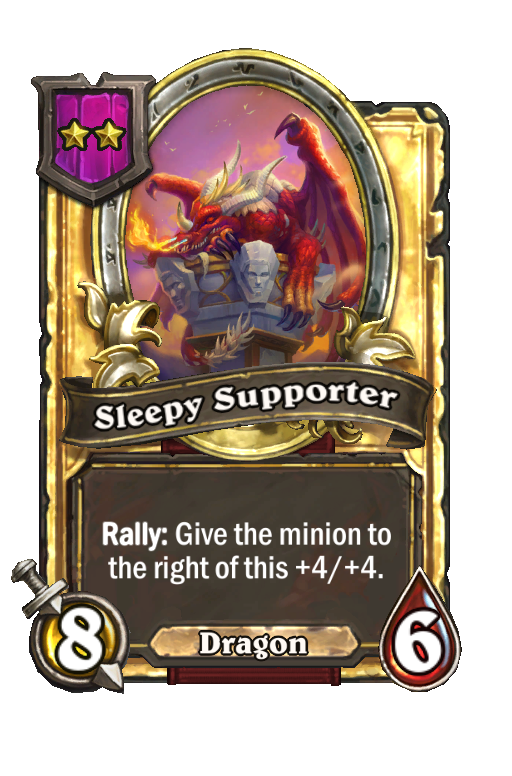 Sleepy Supporter
Rally: Give the minion to
the right of this +4/+4.
8
Dragon
6